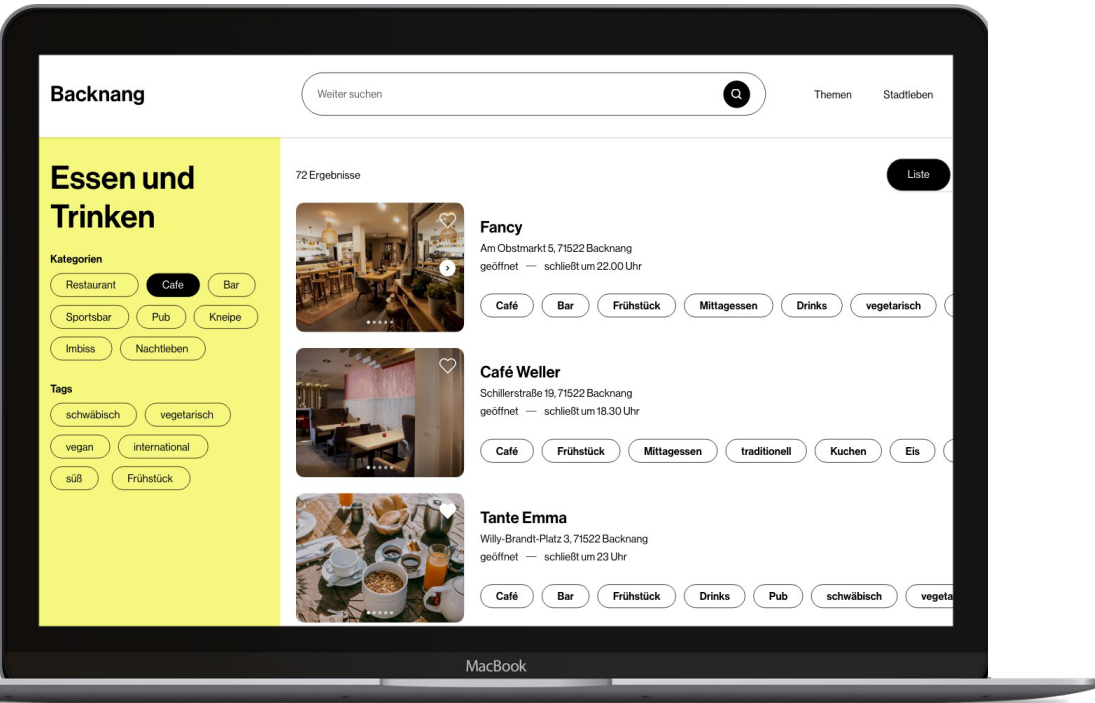 Backnang
Weiter suchen
Themen
Stadtleben
Essen und
Trinken
Kategorien
Restaurant
Cafe
Bar
Sportsbar
Pub
Kneipe
Imbiss
Nachtleben
Tags
schwäbisch
vegetarisch
vegan
international
süß
Frühstück
72 Ergebnisse
Liste
Fancy
Am Obstmarkt 5, 71522 Backnang
geöffnet — schließt um 22.00 Uhr
Café
Bar
Frühstück
Mittagessen
Drinks
vegetarisch
Café Weller
Schillerstraße 19, 71522 Backnang
geöffnet — schließt um 18.30 Uhr
Café
Frühstück
Mittagessen
traditionell
Kuchen
Eis
Tante Emma
Willy-Brandt-Platz 3, 71522 Backnang
geöffnet — schließt um 23 Uhr
Café
Bar
Frühstück
Drinks
Pub
schwäbisch
vegeta
MacBook